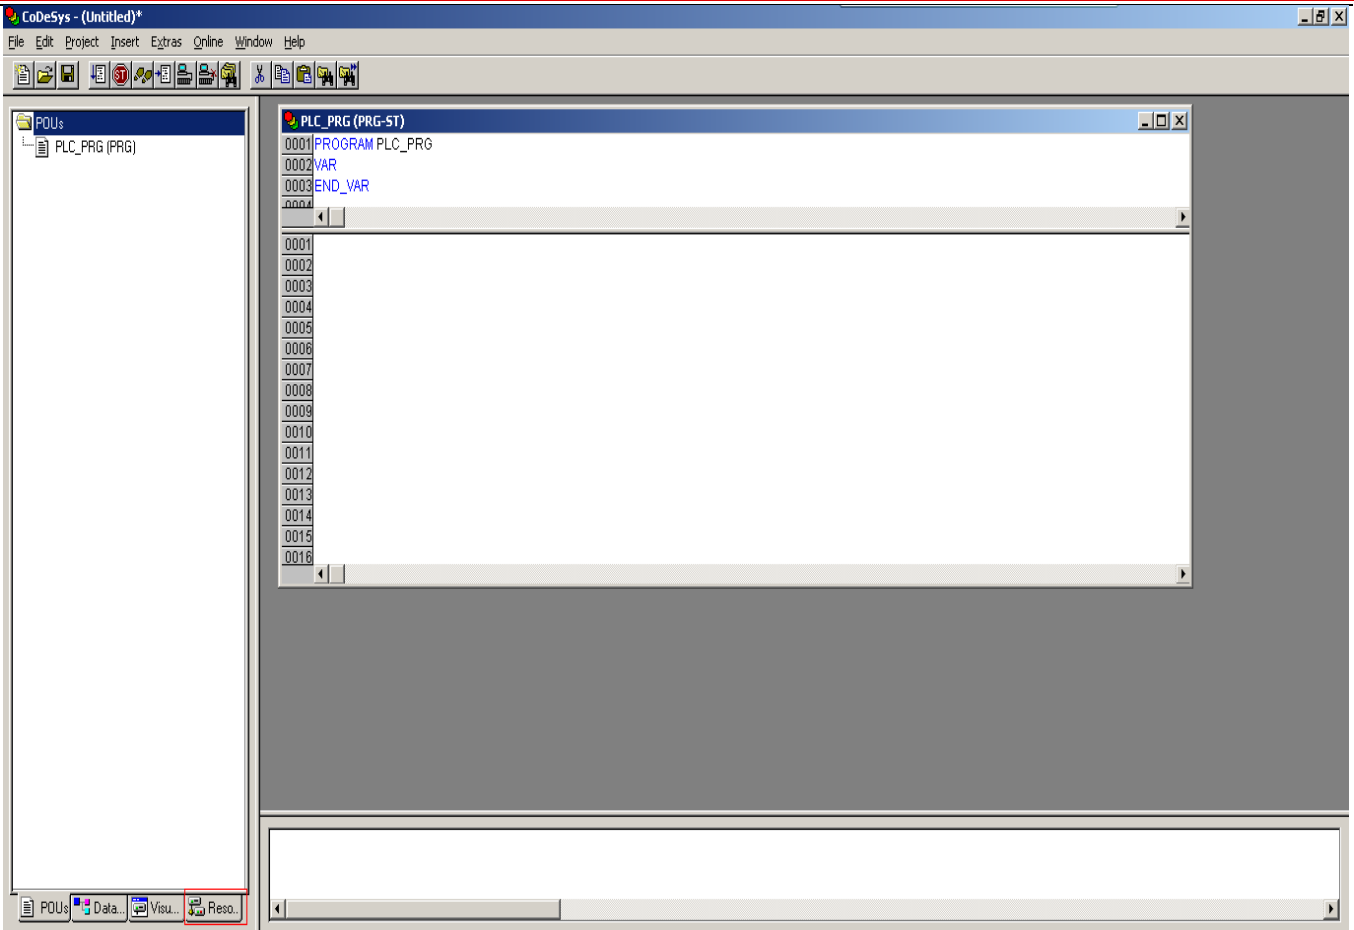 CoDeSys - (Untitled)*
File Edit Project Insert Extras Online Window Help
POUs
PLC_PRG (PRG)
PLC_PRG (PRG-ST)
0001 PROGRAM PLC_PRG
0002 VAR
0003 END_VAR
0004
0001
0002
0003
0004
0005
0006
0007
0008
0009
0010
0011
0012
0013
0014
0015
0016
POUs Data... Visu... Reso...